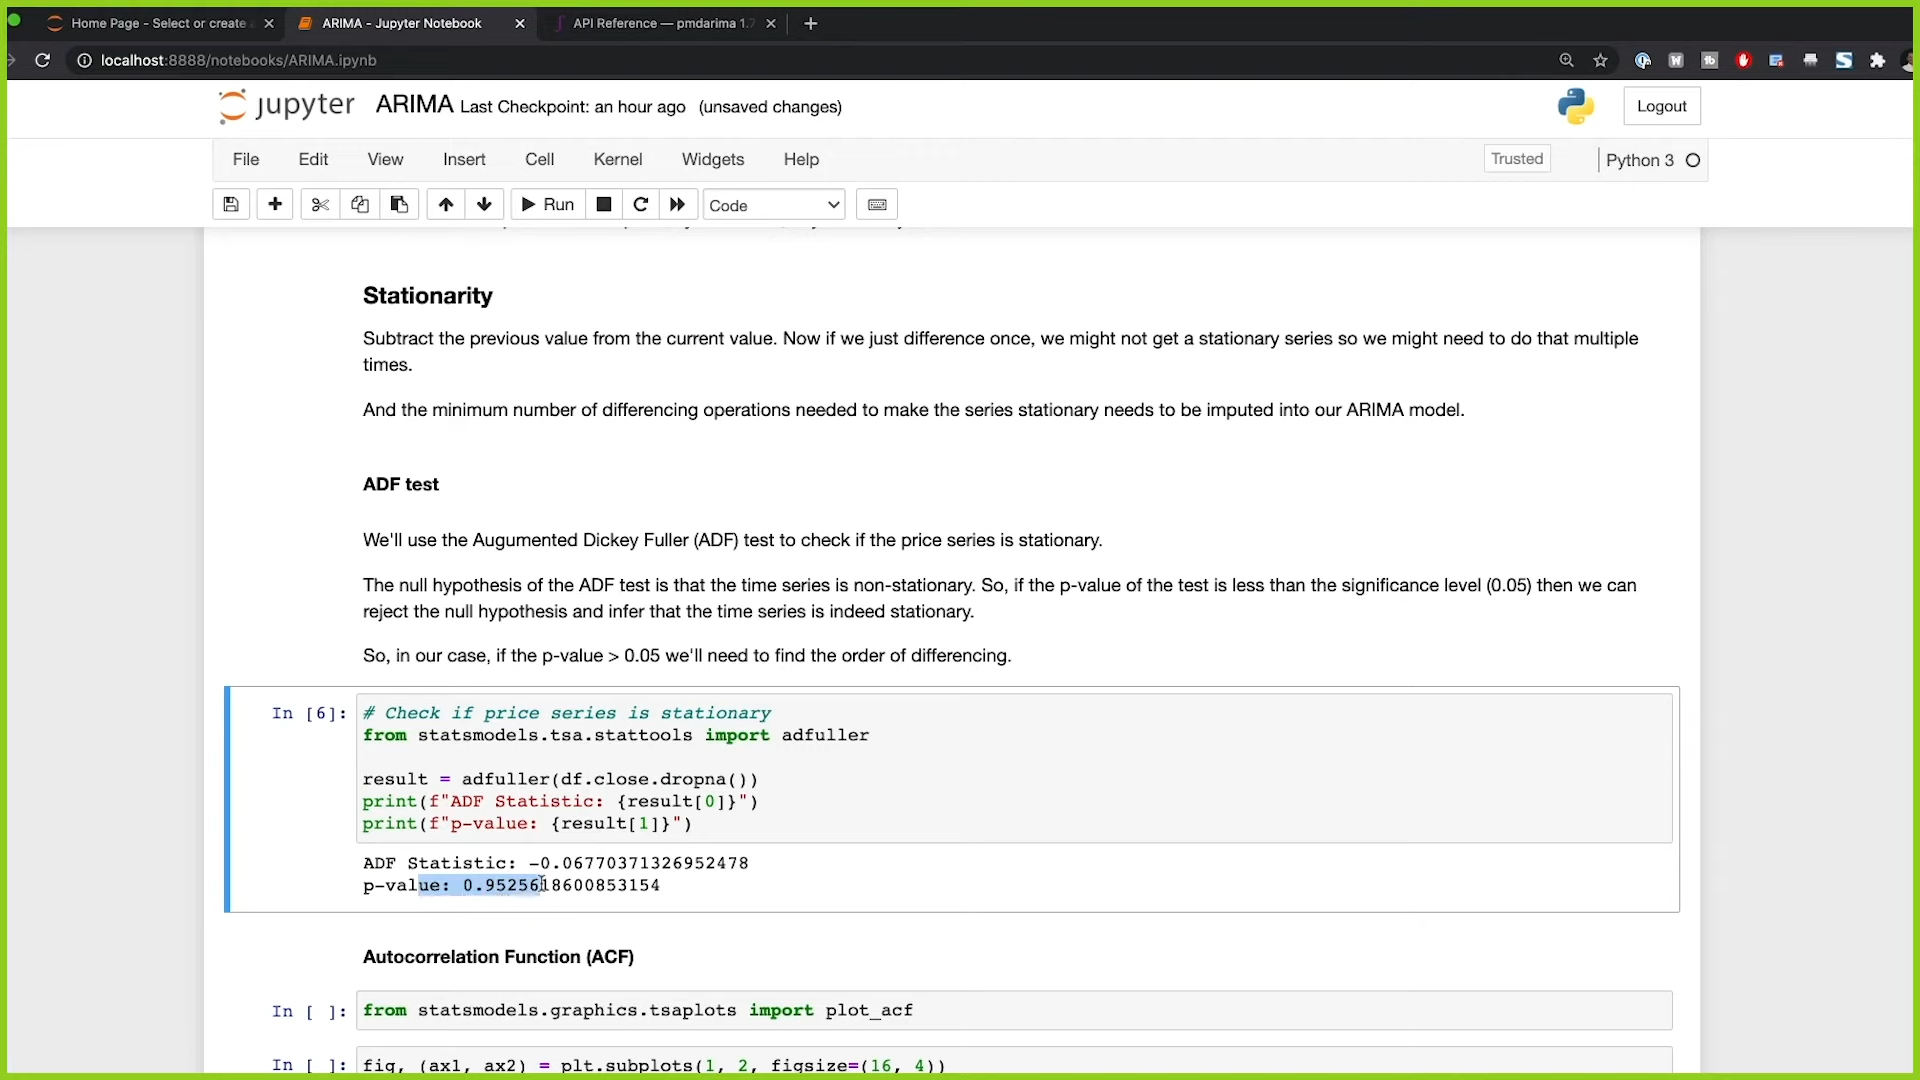 Home Page - Select or create
ARIMA - Jupyter Notebook
API Reference — pmdarima 1.7
localhost:8888/notebooks/ARIMA.ipynb
jupyter ARIMA Last Checkpoint: an hour ago (unsaved changes)
Logout
File Edit View Insert Cell Kernel Widgets Help
Trusted
Python 3
Run
Code
Stationarity
Subtract the previous value from the current value. Now if we just difference once, we might not get a stationary series so we might need to do that multiple
times.
And the minimum number of differencing operations needed to make the series stationary needs to be imputed into our ARIMA model.
ADF test
We'll use the Augumented Dickey Fuller (ADF) test to check if the price series is stationary.
The null hypothesis of the ADF test is that the time series is non-stationary. So, if the p-value of the test is less than the significance level (0.05) then we can
reject the null hypothesis and infer that the time series is indeed stationary.
So, in our case, if the p-value > 0.05 we'll need to find the order of differencing.
In [6]: # Check if price series is stationary
from statsmodels.tsa.stattools import adfuller
result = adfuller(df.close.dropna())
print(f"ADF Statistic: {result[0]}")
print(f"p-value: {result[1]}")
ADF Statistic: -0.06770371326952478
p-value: 0.9525618600853154
Autocorrelation Function (ACF)
In [ ]: from statsmodels.graphics.tsaplots import plot_acf
In [ ]: fig, (ax1, ax2) = plt.subplots(1, 2, figsize=(16, 4))